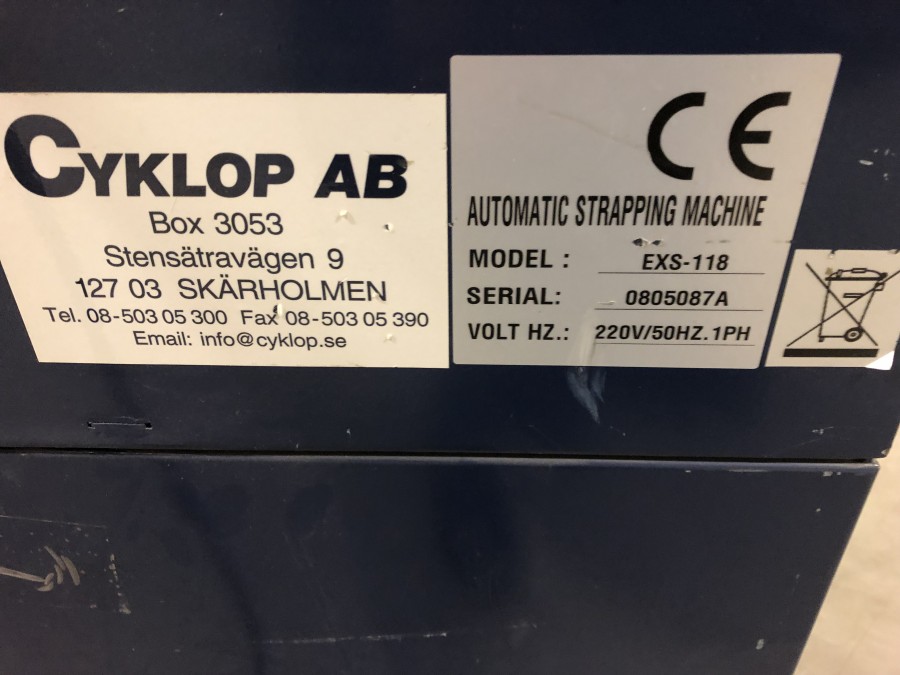 CYKLOP AB
Box 3053
Stensätravägen 9
127 03 SKÄRHOLMEN
Tel. 08-503 05 300 Fax 08-503 05 390
Email: info@cyklop.se
CE
AUTOMATIC STRAPPING MACHINE
MODEL : EXS-118
SERIAL: 0805087A
VOLT HZ.: 220V/50HZ.1PH